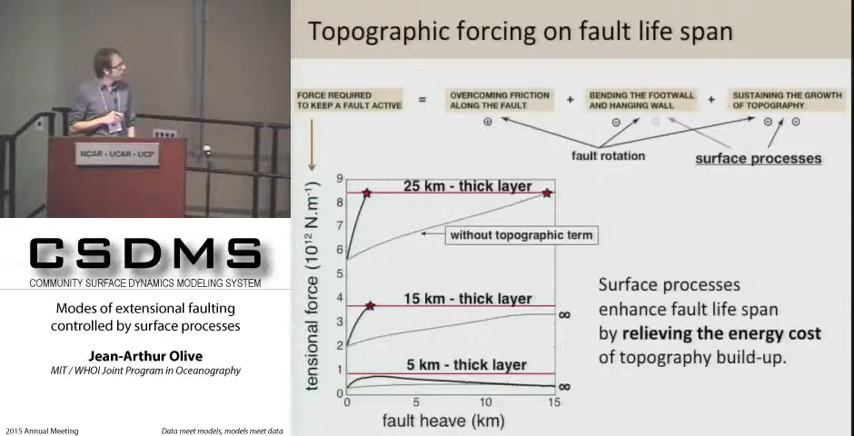 Topographic forcing on fault life span
FORCE REQUIRED
TO KEEP A FAULT ACTIVE
=
OVERCOMING FRICTION
ALONG THE FAULT
+
BENDING THE FOOTWALL
AND HANGING WALL
+
SUSTAINING THE GROWTH
OF TOPOGRAPHY
fault rotation
surface processes
tensional force (10¹² N.m⁻¹)
9
8
7
6
5
4
3
2
1
0
25 km - thick layer
without topographic term
15 km - thick layer
∞
5 km - thick layer
∞
0
5
10
15
fault heave (km)
Surface processes
enhance fault life span
by relieving the energy cost
of topography build-up.
NCAR - UCAR - UCP
CSDMS
COMMUNITY SURFACE DYNAMICS MODELING SYSTEM
Modes of extensional faulting
controlled by surface processes
Jean-Arthur Olive
MIT / WHOI Joint Program in Oceanography
2015 Annual Meeting
Data meet models, models meet data